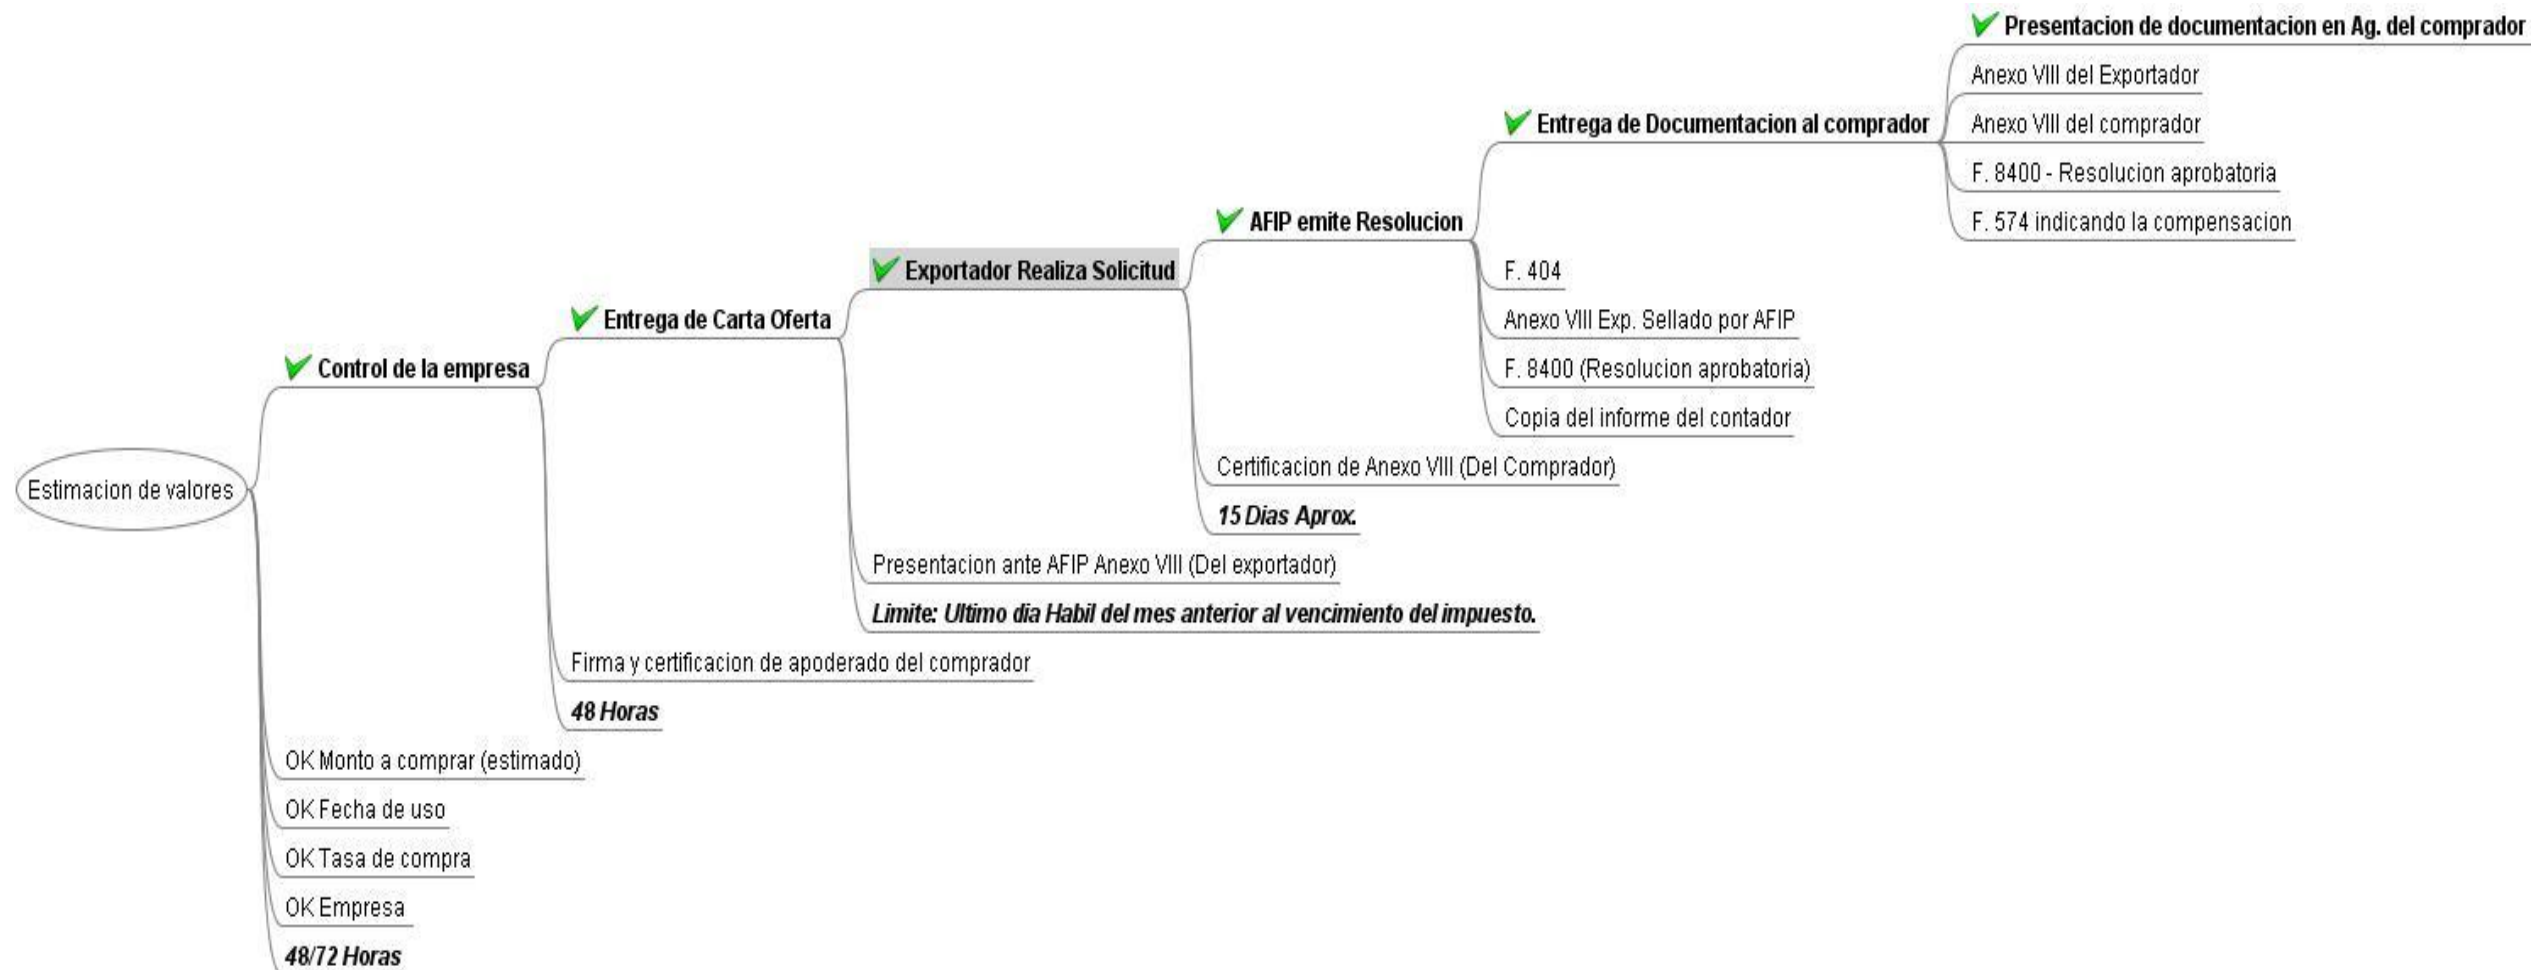 Presentacion de documentacion en Ag. del comprador
Anexo VIII del Exportador
Entrega de Documentacion al comprador
Anexo VIII del comprador
F. 8400 - Resolucion aprobatoria
AFIP emite Resolucion
F. 574 indicando la compensacion
Exportador Realiza Solicitud
F. 404
Entrega de Carta Oferta
Anexo VIII Exp. Sellado por AFIP
Control de la empresa
F. 8400 (Resolucion aprobatoria)
Copia del informe del contador
Certificacion de Anexo VIII (Del Comprador)
Estimacion de valores
15 Dias Aprox.
Presentacion ante AFIP Anexo VIII (Del exportador)
Limite: Ultimo dia Habil del mes anterior al vencimiento del impuesto.
Firma y certificacion de apoderado del comprador
48 Horas
OK Monto a comprar (estimado)
OK Fecha de uso
OK Tasa de compra
OK Empresa
48/72 Horas